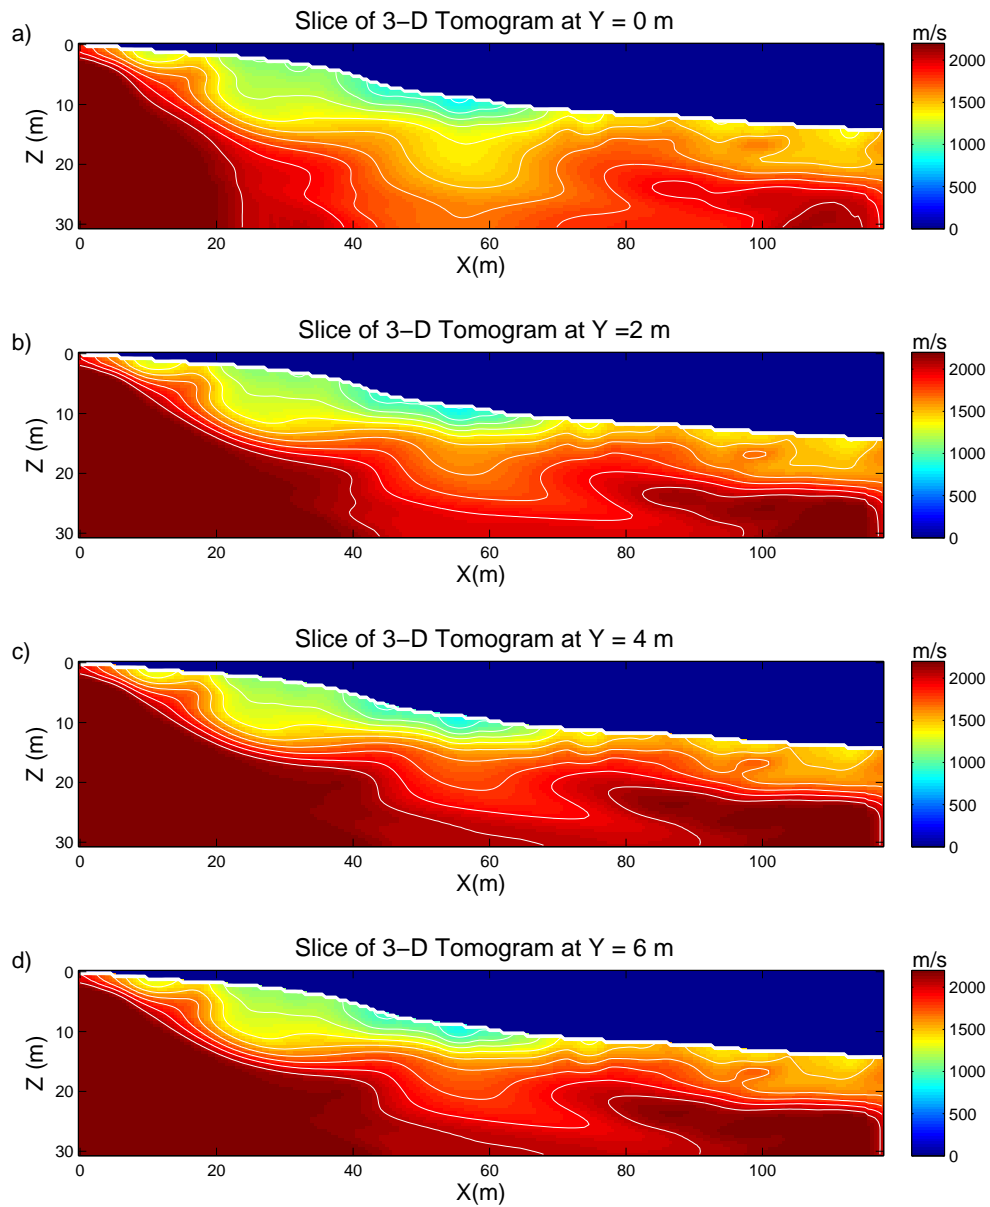 a)
Slice of 3−D Tomogram at Y = 0 m
m/s
0
10
20
30
Z (m)
0 20 40 60 80 100
X(m)
2000
1500
1000
500
0
b)
Slice of 3−D Tomogram at Y =2 m
m/s
0
10
20
30
Z (m)
0 20 40 60 80 100
X(m)
2000
1500
1000
500
0
c)
Slice of 3−D Tomogram at Y = 4 m
m/s
0
10
20
30
Z (m)
0 20 40 60 80 100
X(m)
2000
1500
1000
500
0
d)
Slice of 3−D Tomogram at Y = 6 m
m/s
0
10
20
30
Z (m)
0 20 40 60 80 100
X(m)
2000
1500
1000
500
0